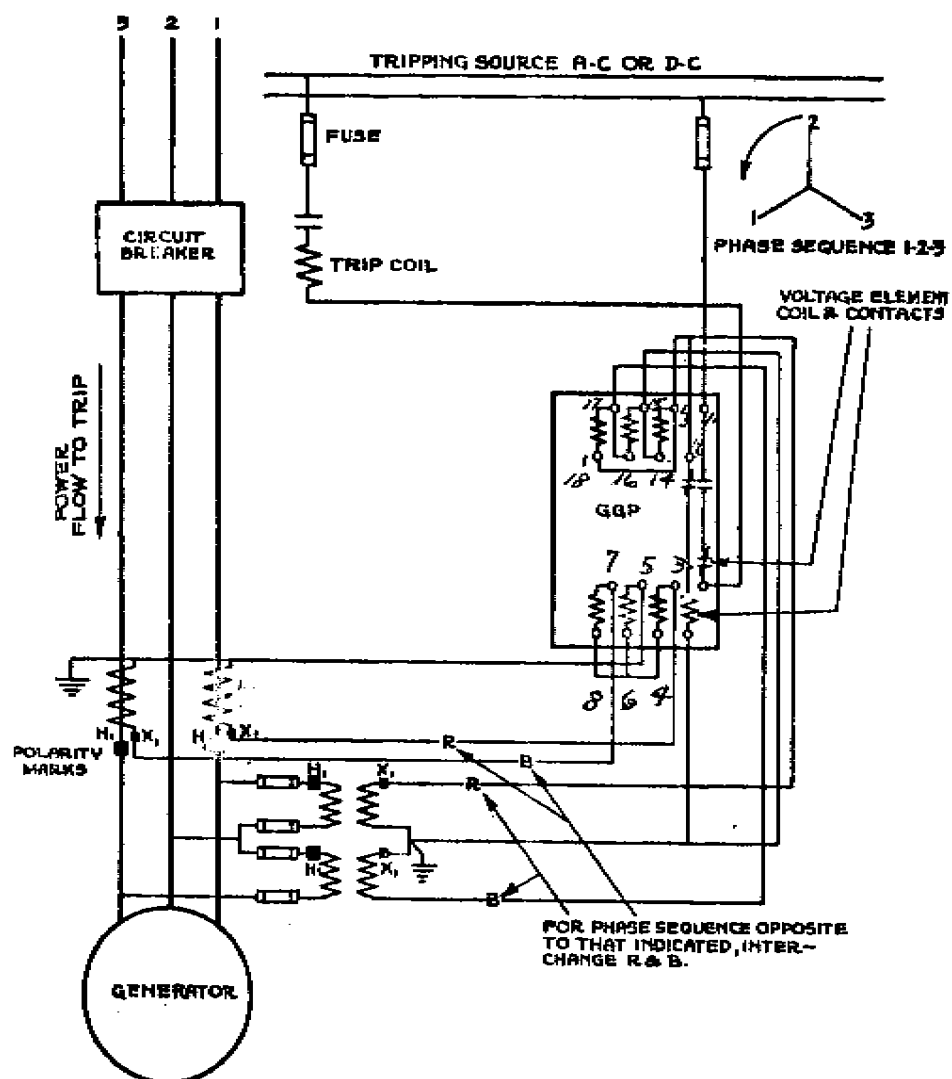 3 2 1
TRIPPING SOURCE A-C OR D-C
FUSE
2
1
3
CIRCUIT
BREAKER
PHASE SEQUENCE 1-2-3
TRIP COIL
VOLTAGE ELEMENT
COIL & CONTACTS
POWER
FLOW TO TRIP
17 15
18 16 14
GGP
7 5 3
8 6 4
H1 X1 H X1
POLARITY
MARKS
R
B
H1 X1
R
H1 X1
B
FOR PHASE SEQUENCE OPPOSITE
TO THAT INDICATED, INTER-
CHANGE R & B.
GENERATOR